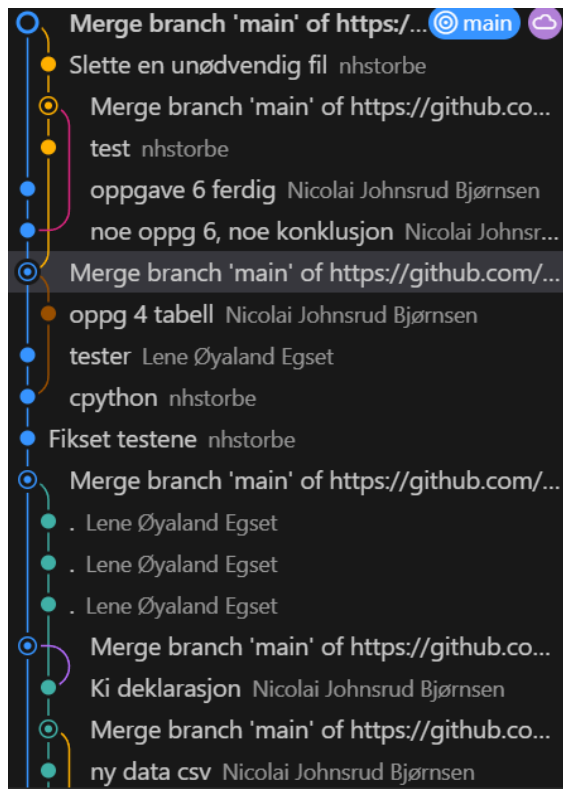 Merge branch 'main' of https:/... main
Slette en unødvendig fil nhstorbe
Merge branch 'main' of https://github.co...
test nhstorbe
oppgave 6 ferdig Nicolai Johnsrud Bjørnsen
noe oppg 6, noe konklusjon Nicolai Johnsr...
Merge branch 'main' of https://github.com/...
oppg 4 tabell Nicolai Johnsrud Bjørnsen
tester Lene Øyaland Egset
cpython nhstorbe
Fikset testene nhstorbe
Merge branch 'main' of https://github.com/...
. Lene Øyaland Egset
. Lene Øyaland Egset
. Lene Øyaland Egset
Merge branch 'main' of https://github.co...
Ki deklarasjon Nicolai Johnsrud Bjørnsen
Merge branch 'main' of https://github.co...
ny data csv Nicolai Johnsrud Bjørnsen